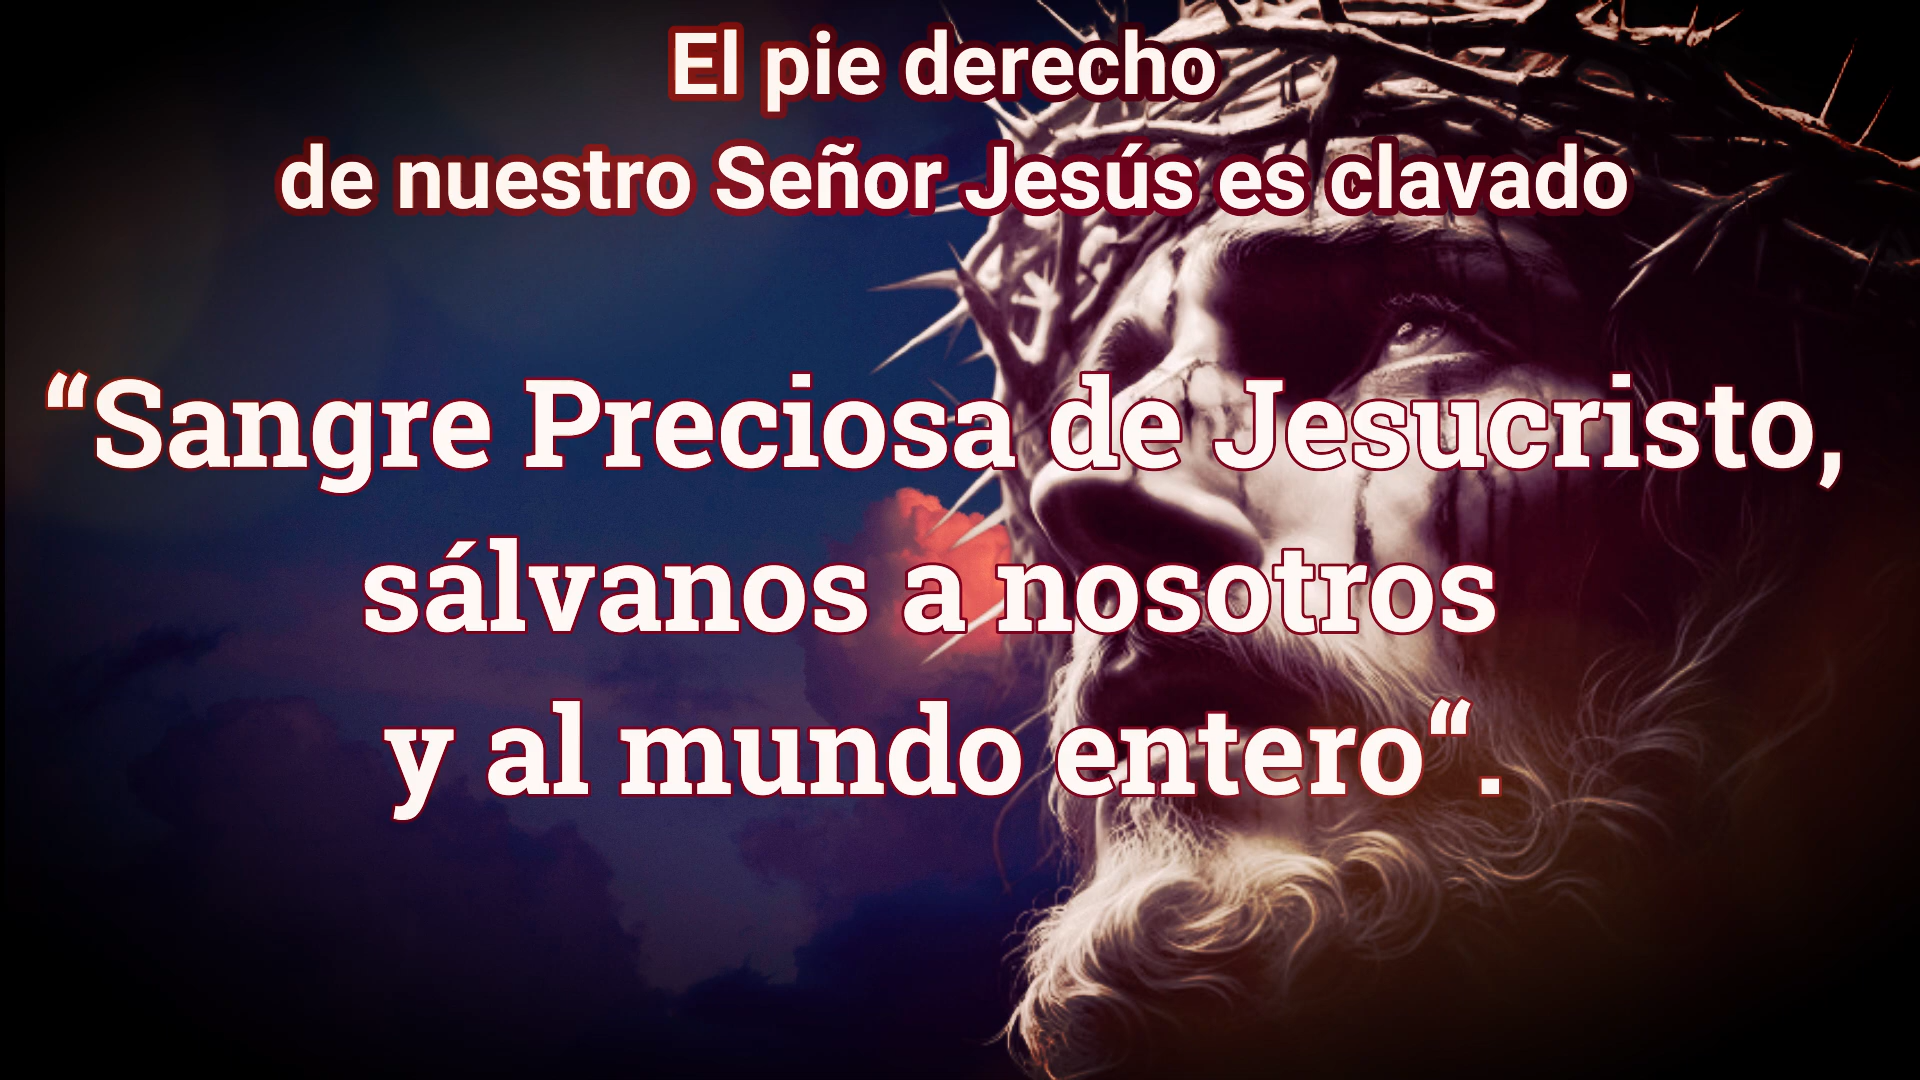 El pie derecho
de nuestro Señor Jesús es clavado
“Sangre Preciosa de Jesucristo,
sálvanos a nosotros
y al mundo entero“.